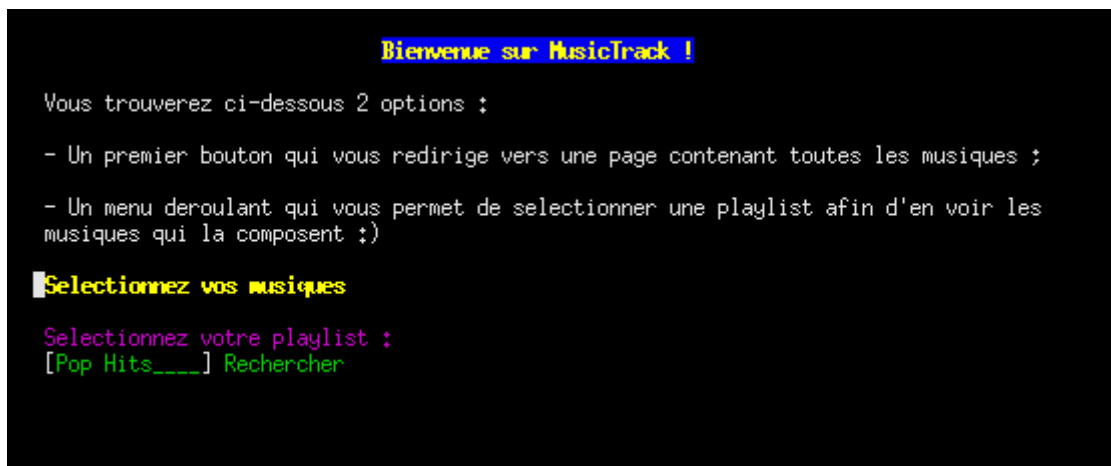 Bienvenue sur MusicTrack !
Vous trouverez ci-dessous 2 options :
- Un premier bouton qui vous redirige vers une page contenant toutes les musiques ;
- Un menu deroulant qui vous permet de selectionner une playlist afin d'en voir les
musiques qui la composent :)
Selectionnez vos musiques
Selectionnez votre playlist :
[Pop Hits____] Rechercher